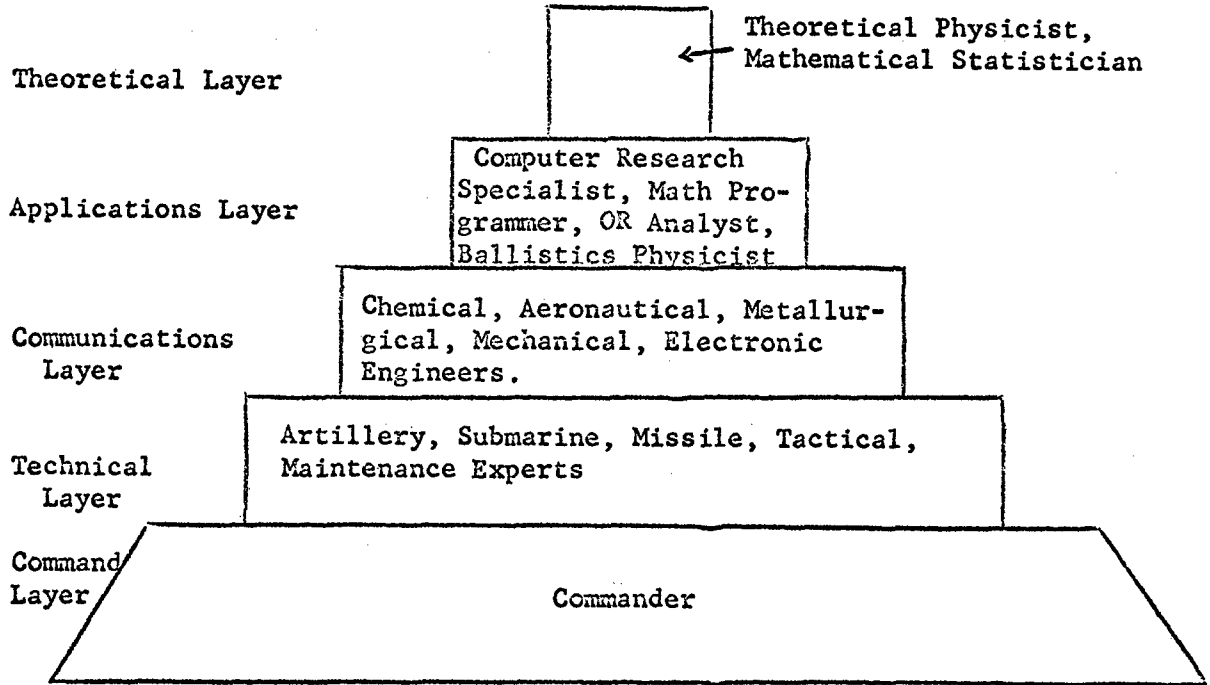 Theoretical Physicist,
Mathematical Statistician
Theoretical Layer
Computer Research
Specialist, Math Pro-
grammer, OR Analyst,
Ballistics Physicist
Applications Layer
Chemical, Aeronautical, Metallur-
gical, Mechanical, Electronic
Engineers.
Communications
Layer
Artillery, Submarine, Missile, Tactical,
Maintenance Experts
Technical
Layer
Command
Layer
Commander